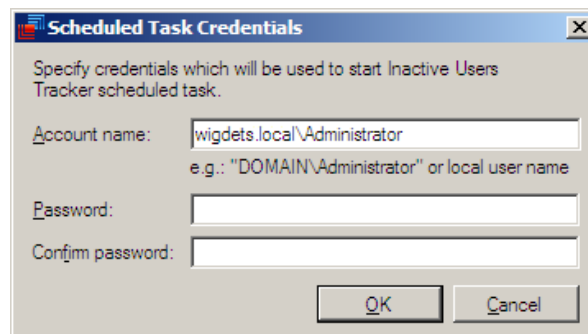 Scheduled Task Credentials
Specify credentials which will be used to start Inactive Users
Tracker scheduled task.
Account name: wigdets.local\Administrator
e.g.: "DOMAIN\Administrator" or local user name
Password:
Confirm password:
OK Cancel